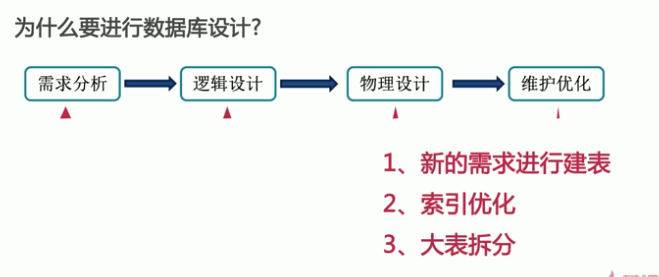 为什么要进行数据库设计?
需求分析 逻辑设计 物理设计 维护优化
1、新的需求进行建表
2、索引优化
3、大表拆分